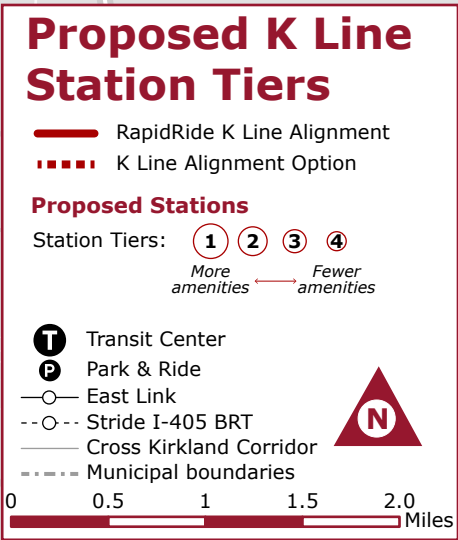 Proposed K Line
Station Tiers
RapidRide K Line Alignment
K Line Alignment Option
Proposed Stations
Station Tiers: 1 2 3 4
More Fewer
amenities amenities
T Transit Center
P Park & Ride
East Link
Stride I-405 BRT
Cross Kirkland Corridor
Municipal boundaries
N
0 0.5 1 1.5 2.0
Miles